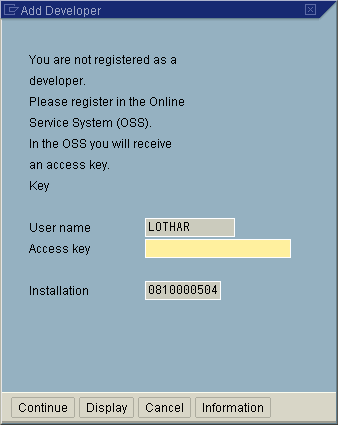 Add Developer
You are not registered as a
developer.
Please register in the Online
Service System (OSS).
In the OSS you will receive
an access key.
Key
User name LOTHAR
Access key
Installation 0810000504
Continue Display Cancel Information